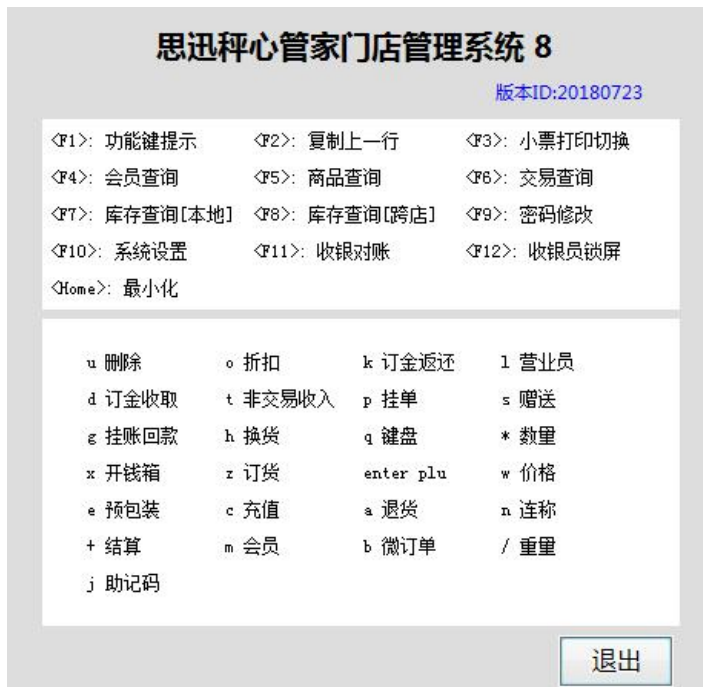 思迅秤心管家门店管理系统 8
版本ID:20180723
<F1>: 功能键提示 <F2>: 复制上一行 <F3>: 小票打印切换
<F4>: 会员查询 <F5>: 商品查询 <F6>: 交易查询
<F7>: 库存查询[本地] <F8>: 库存查询[跨店] <F9>: 密码修改
<F10>: 系统设置 <F11>: 收银对账 <F12>: 收银员锁屏
<Home>: 最小化
u 删除 o 折扣 k 订金返还 l 营业员
d 订金收取 t 非交易收入 p 挂单 s 赠送
g 挂账回款 h 换货 q 键盘 * 数量
x 开钱箱 z 订货 enter plu w 价格
e 预包装 c 充值 a 退货 n 连称
+ 结算 m 会员 b 微订单 / 重量
j 助记码
退出